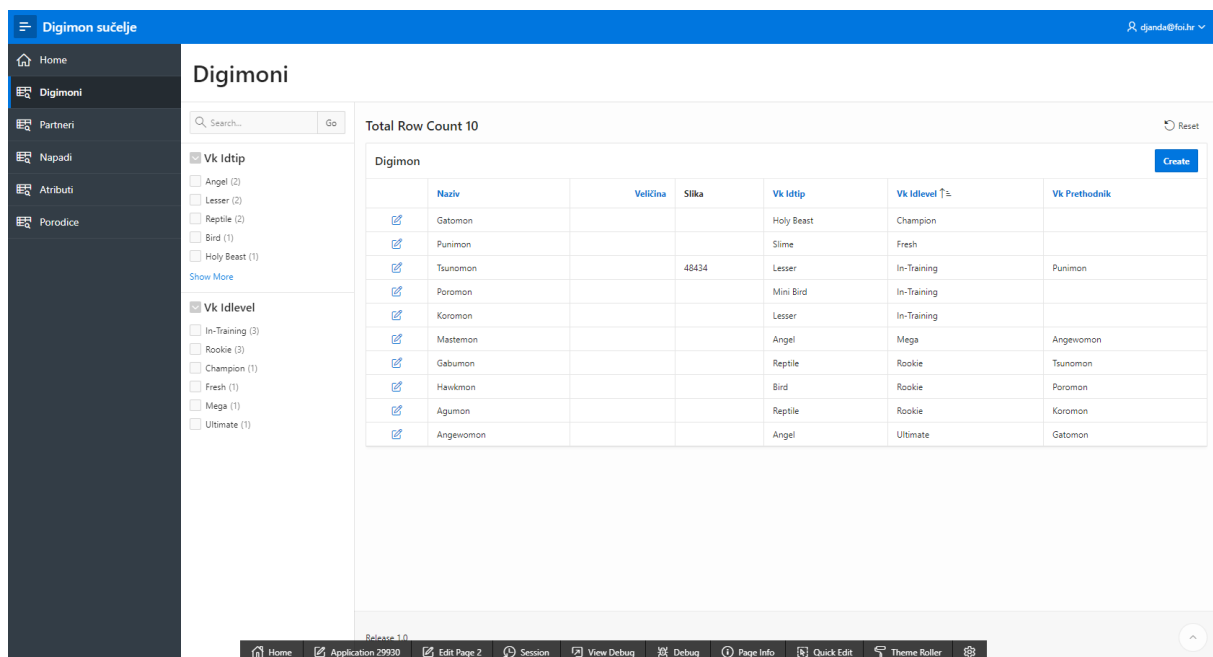 Digimon sučelje
djanda@foi.hr
Home
Digimoni
Partneri
Napadi
Atributi
Porodice
Digimoni
Search...
Go
Vk Idtip
Angel (2)
Lesser (2)
Reptile (2)
Bird (1)
Holy Beast (1)
Show More
Vk Idlevel
In-Training (3)
Rookie (3)
Champion (1)
Fresh (1)
Mega (1)
Ultimate (1)
Total Row Count 10
Reset
Digimon
Create
Naziv Veličina Slika Vk Idtip Vk Idlevel Vk Prethodnik
Gatomon Holy Beast Champion
Punimon Slime Fresh
Tsunomon 48434 Lesser In-Training Punimon
Poromon Mini Bird In-Training
Koromon Lesser In-Training
Mastemon Angel Mega Angewomon
Gabumon Reptile Rookie Tsunomon
Hawkmon Bird Rookie Poromon
Agumon Reptile Rookie Koromon
Angewomon Angel Ultimate Gatomon
Release 1.0
Home Application 29930 Edit Page 2 Session View Debug Debug Page Info Quick Edit Theme Roller